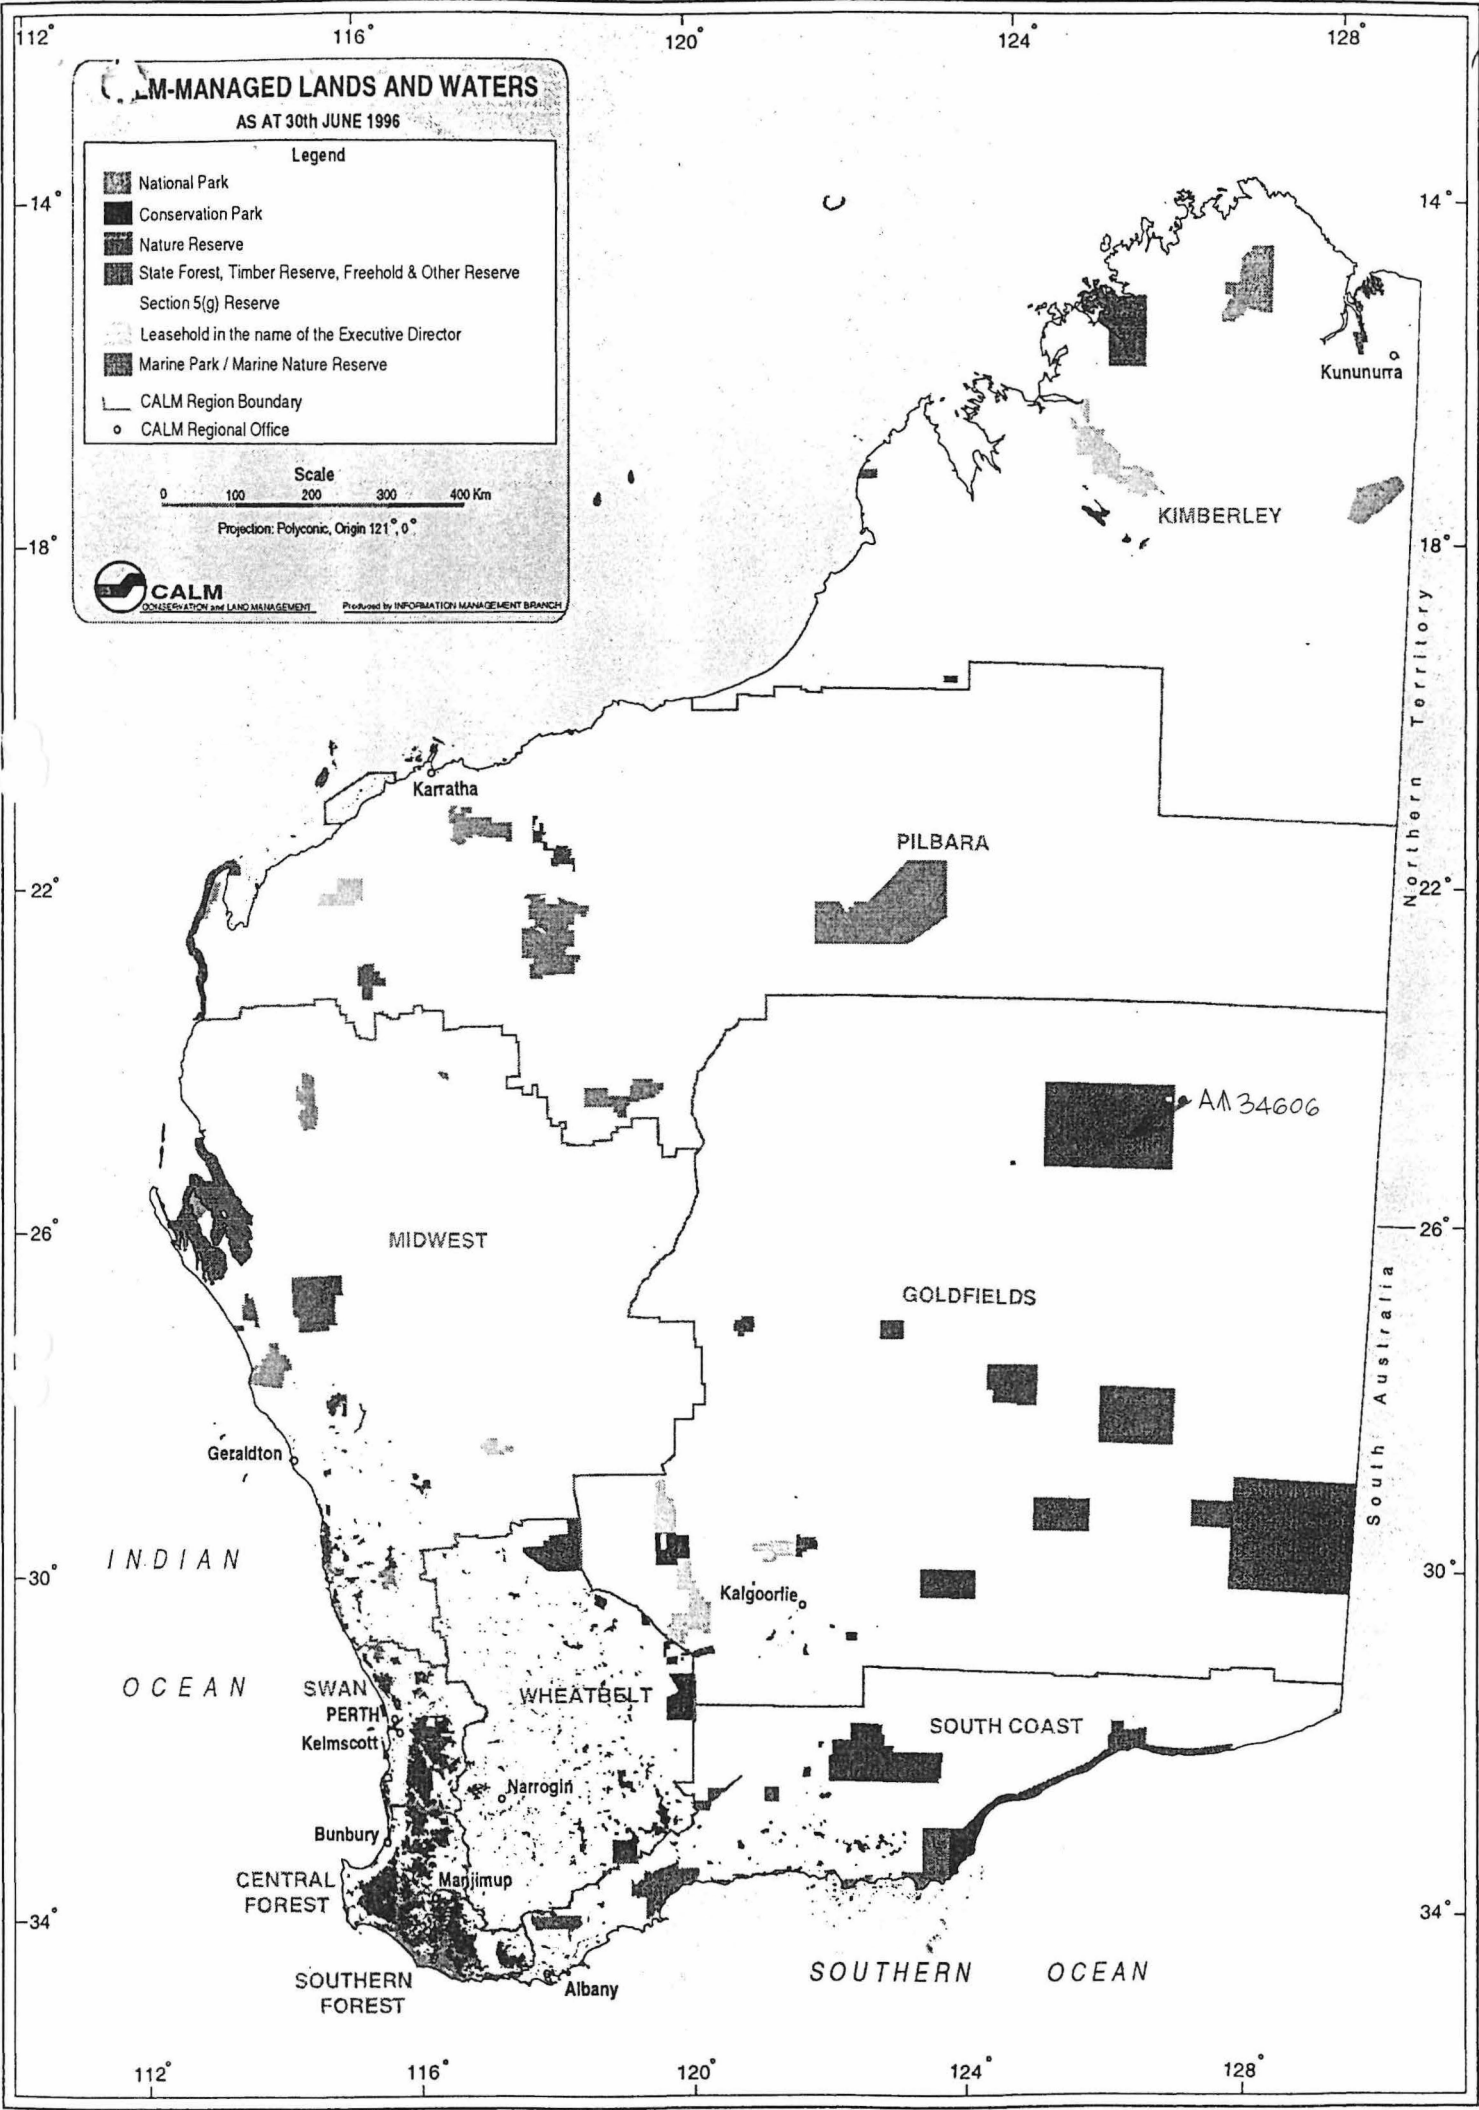 112° 116° 120° 124° 128°
LM-MANAGED LANDS AND WATERS
AS AT 30th JUNE 1996
Legend
National Park
Conservation Park
Nature Reserve
State Forest, Timber Reserve, Freehold & Other Reserve
Section 5(g) Reserve
Leasehold in the name of the Executive Director
Marine Park / Marine Nature Reserve
CALM Region Boundary
CALM Regional Office
Scale
0 100 200 300 400 Km
Projection: Polyconic, Origin 121°, 0°
CALM
CONSERVATION and LAND MANAGEMENT Produced by INFORMATION MANAGEMENT BRANCH
14° 14°
Kununurra
KIMBERLEY
18° 18°
Northern Territory
Karratha
PILBARA
22° 22°
A1 34606
MIDWEST
26° 26°
GOLDFIELDS
South Australia
Geraldton
INDIAN
30° 30°
Kalgoorlie
OCEAN
SWAN
WHEATBELT
PERTH
SOUTH COAST
Kelmscott
Narrogin
Bunbury
CENTRAL
FOREST
Manjimup
34° 34°
SOUTHERN OCEAN
SOUTHERN
FOREST
Albany
112° 116° 120° 124° 128°